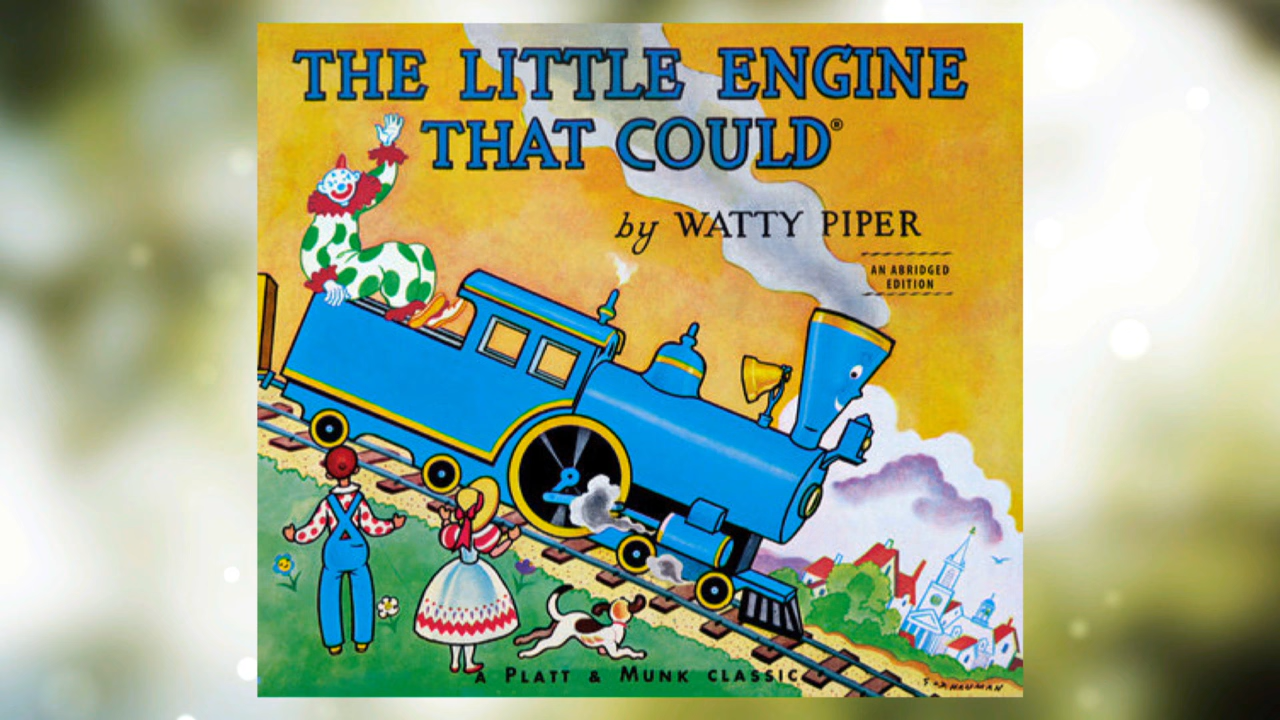 THE LITTLE ENGINE
THAT COULD®
by WATTY PIPER
AN ABRIDGED
EDITION
A PLATT & MUNK CLASSIC